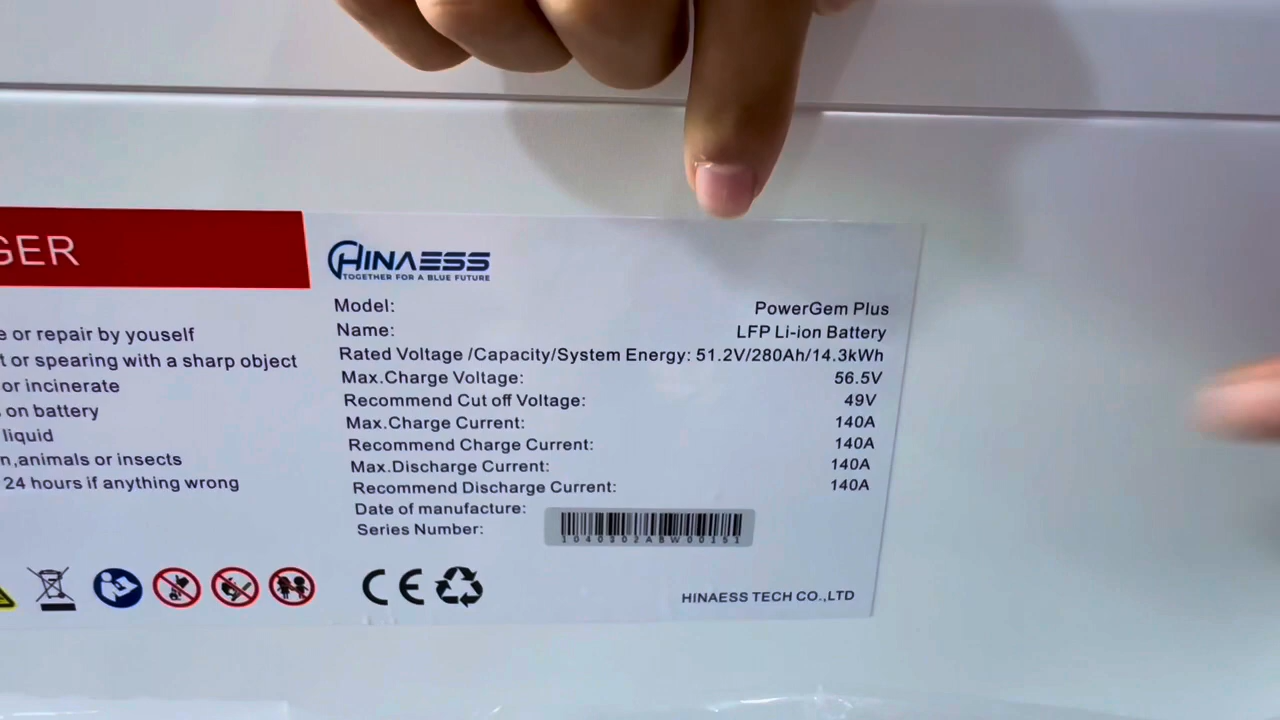 GER
e or repair by youself
t or spearing with a sharp object
or incinerate
on battery
liquid
n,animals or insects
24 hours if anything wrong
HINAESS
TOGETHER FOR A BLUE FUTURE
Model: PowerGem Plus
Name: LFP Li-ion Battery
Rated Voltage /Capacity/System Energy: 51.2V/280Ah/14.3kWh
Max.Charge Voltage: 56.5V
Recommend Cut off Voltage: 49V
Max.Charge Current: 140A
Recommend Charge Current: 140A
Max.Discharge Current: 140A
Recommend Discharge Current: 140A
Date of manufacture:
Series Number:
1040302ABW00151
CE
HINAESS TECH CO.,LTD